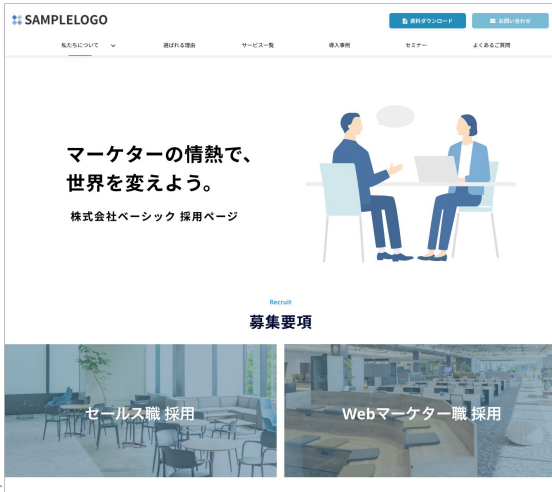 SAMPLELOGO
資料ダウンロード
お問い合わせ
私たちについて
選ばれる理由
サービス一覧
導入事例
セミナー
よくあるご質問
マーケターの情熱で、
世界を変えよう。
株式会社ベーシック 採用ページ
Recruit
募集要項
セールス職 採用
Webマーケター職 採用